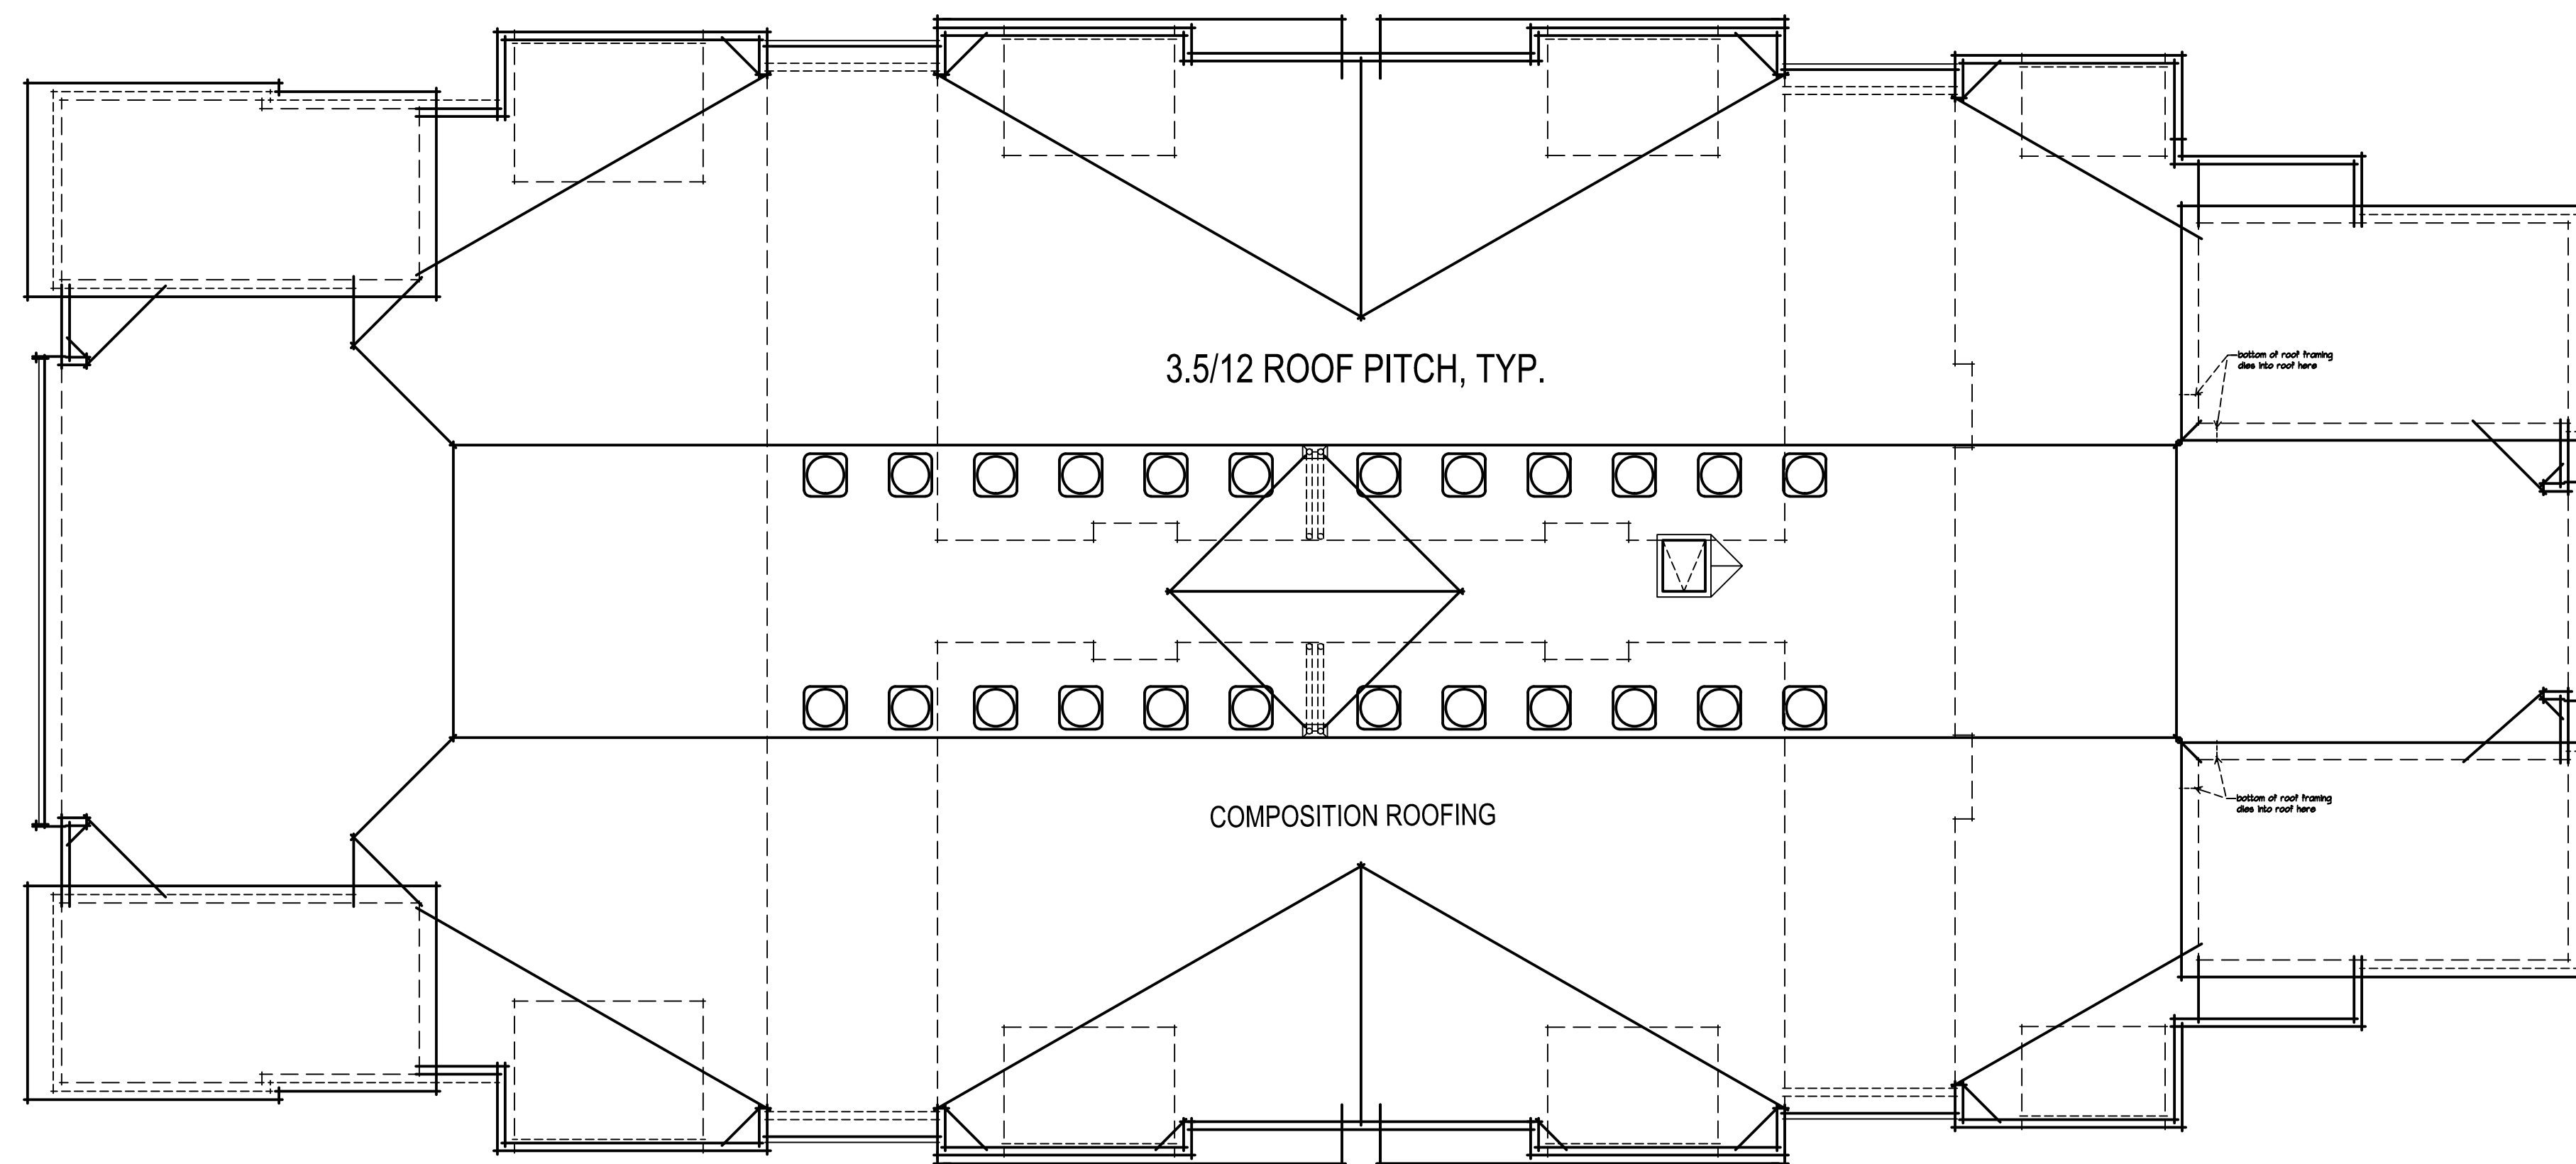 3.5/12 ROOF PITCH, TYP.
bottom of roof framing
dies into roof here
bottom of roof framing
dies into roof here
COMPOSITION ROOFING